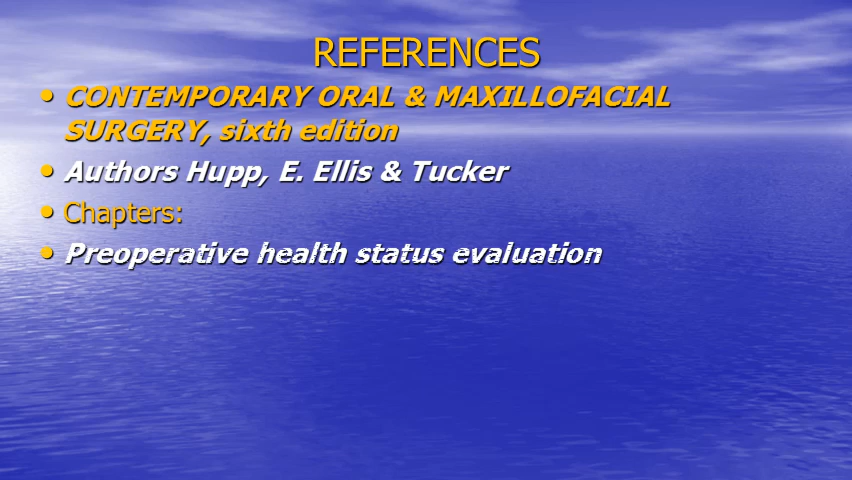 REFERENCES
• CONTEMPORARY ORAL & MAXILLOFACIAL
SURGERY, sixth edition
• Authors Hupp, E. Ellis & Tucker
• Chapters:
• Preoperative health status evaluation